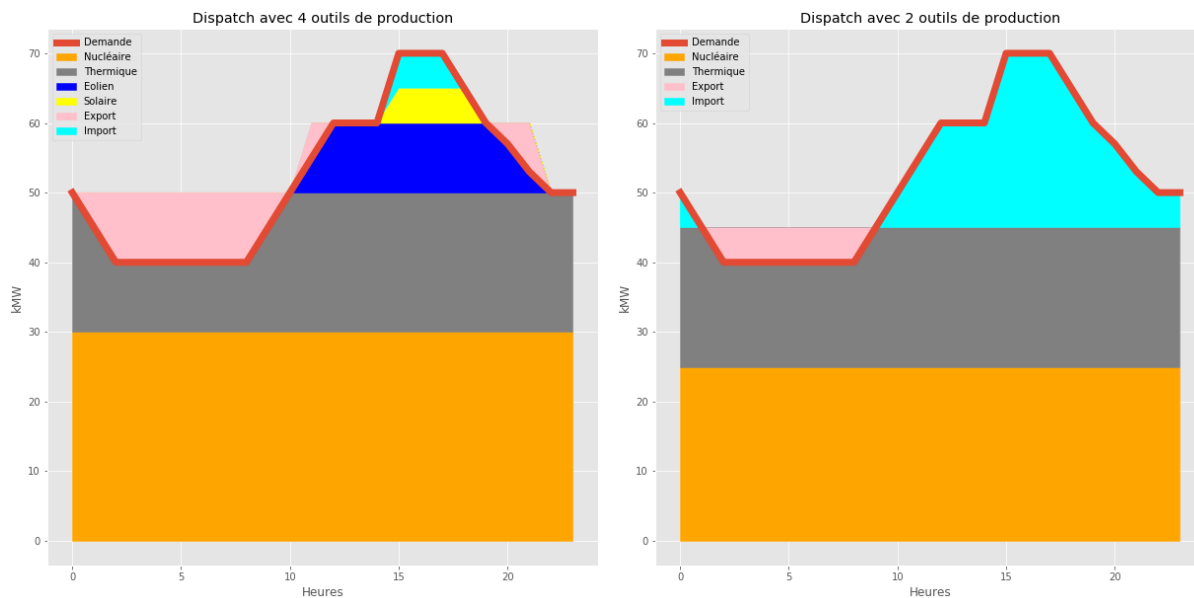 Dispatch avec 4 outils de production
Demande
Nucléaire
Thermique
Eolien
Solaire
Export
Import
70
60
50
40
30
20
10
0
kMW
0
5
10
15
20
Heures
Dispatch avec 2 outils de production
Demande
Nucléaire
Thermique
Export
Import
70
60
50
40
30
20
10
0
kMW
0
5
10
15
20
Heures